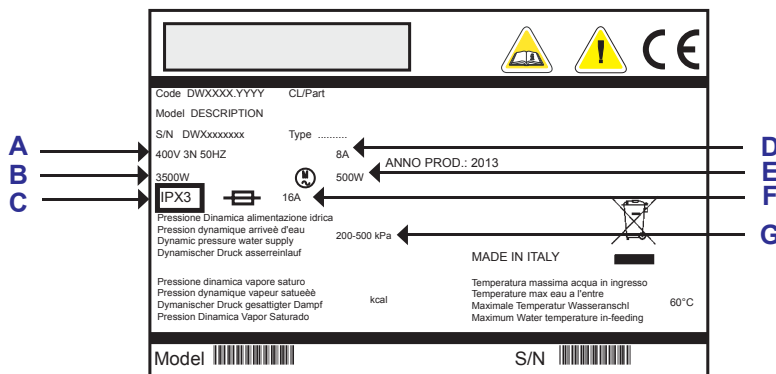 CE
Code DWXXXX.YYYY CL/Part
Model DESCRIPTION
S/N DWXxxxxxx Type ..........
A 400V 3N 50HZ 8A D
ANNO PROD.: 2013
B 3500W 500W E
C IPX3 16A F
Pressione Dinamica alimentazione idrica
Pression dynamique arriveè d'eau
Dynamic pressure water supply
Dynamischer Druck asserreinlauf
200-500 kPa G
MADE IN ITALY
Pressione dinamica vapore saturo
Pression dynamique vapeur satueèè
Dymanischer Druck gesattigter Dampf
Pression Dinamica Vapor Saturado
kcal
Temperatura massima acqua in ingresso
Temperature max eau a l'entre
Maximale Temperatur Wasseranschl
Maximum Water temperature in-feeding
60°C
Model S/N